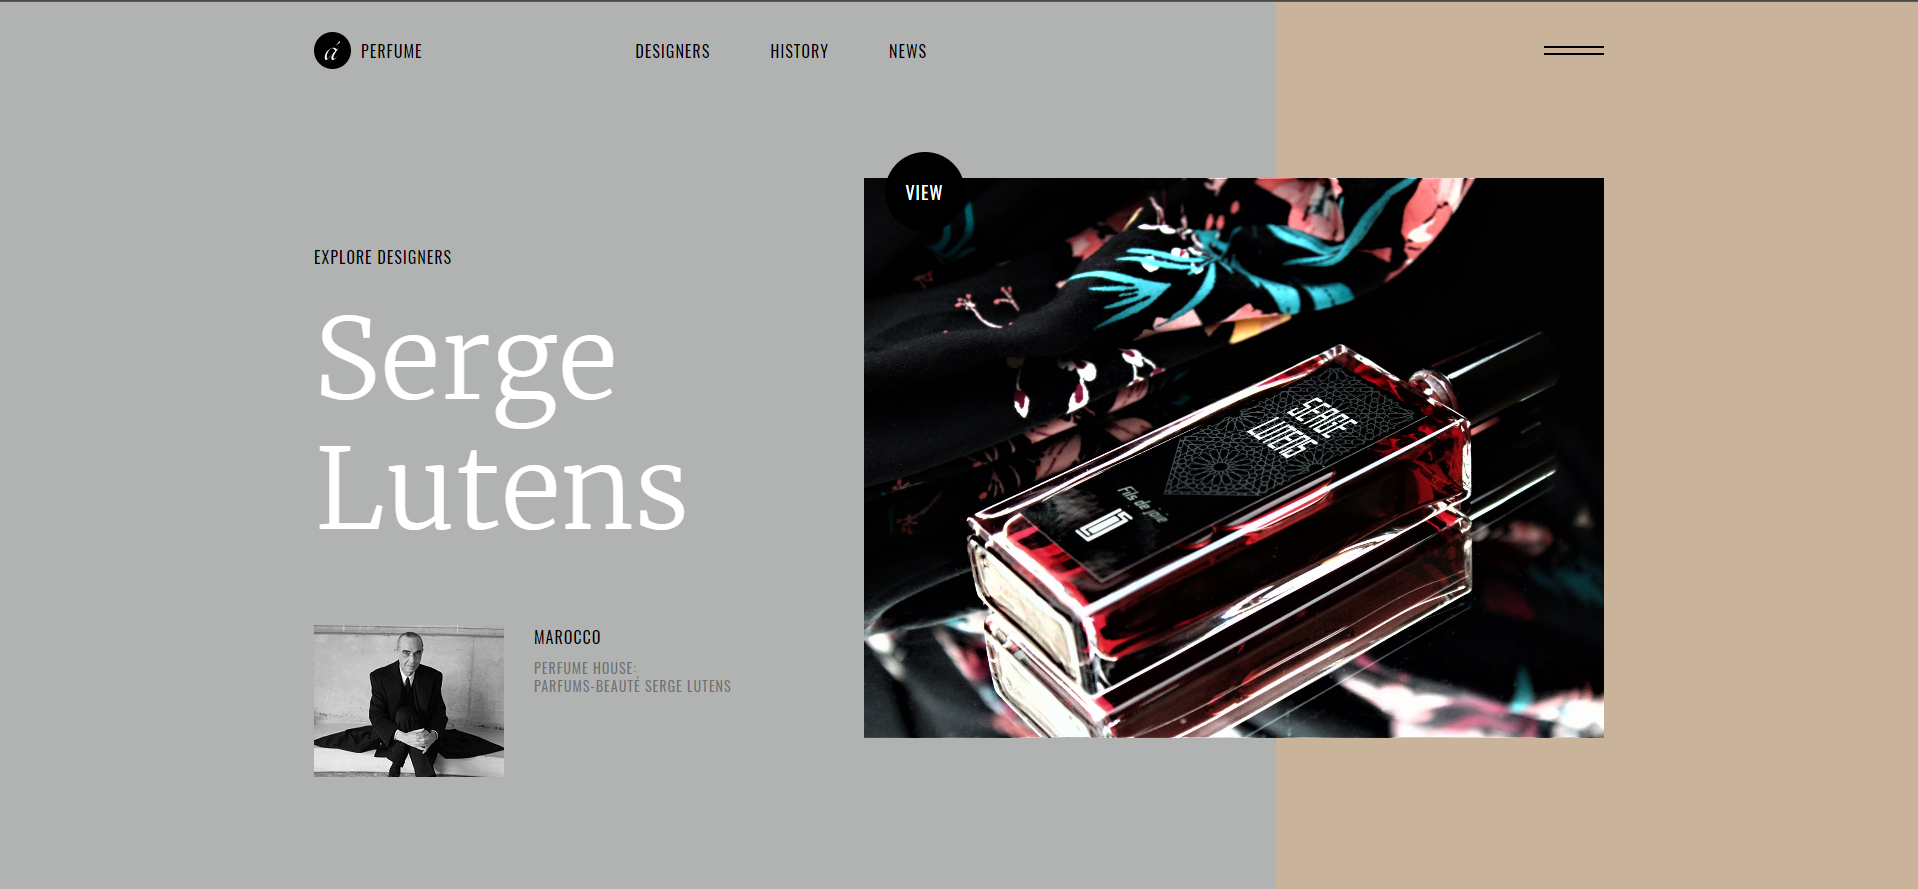 á PERFUME
DESIGNERS HISTORY NEWS
VIEW
EXPLORE DESIGNERS
Serge
Lutens
SERGE
LUTENS
Fils de joie
MAROCCO
PERFUME HOUSE:
PARFUMS-BEAUTÉ SERGE LUTENS